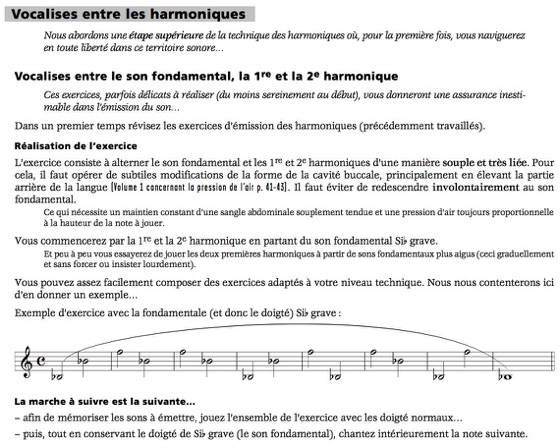 Vocalises entre les harmoniques
Nous abordons une étape supérieure de la technique des harmoniques où, pour la première fois, vous naviguerez
en toute liberté dans ce territoire sonore…
Vocalises entre le son fondamental, la 1re et la 2e harmonique
Ces exercices, parfois délicats à réaliser (du moins sereinement au début), vous donneront une assurance inesti-
mable dans l'émission du son…
Dans un premier temps révisez les exercices d'émission des harmoniques (précédemment travaillés).
Réalisation de l'exercice
L'exercice consiste à alterner le son fondamental et les 1re et 2e harmoniques d'une manière souple et très liée. Pour
cela, il faut opérer de subtiles modifications de la forme de la cavité buccale, principalement en élevant la partie
arrière de la langue (Volume 1 concernant la pression de l'air p. 41-43). Il faut éviter de redescendre involontairement au son
fondamental.
Ce qui nécessite un maintien constant d'une sangle abdominale souplement tendue et une pression d'air toujours proportionnelle
à la hauteur de la note à jouer.
Vous commencerez par la 1re et la 2e harmonique en partant du son fondamental Si♭ grave.
Et peu à peu vous essayerez de jouer les deux premières harmoniques à partir de sons fondamentaux plus aigus (ceci graduellement
et sans forcer ou insister lourdement).
Vous pouvez assez facilement composer des exercices adaptés à votre niveau technique. Nous nous contenterons ici
d'en donner un exemple…
Exemple d'exercice avec la fondamentale (et donc le doigté) Si♭ grave :
La marche à suivre est la suivante…
– afin de mémoriser les sons à émettre, jouez l'ensemble de l'exercice avec les doigté normaux…
– puis, tout en conservant le doigté de Si♭ grave (le son fondamental), chantez intérieurement la note suivante.